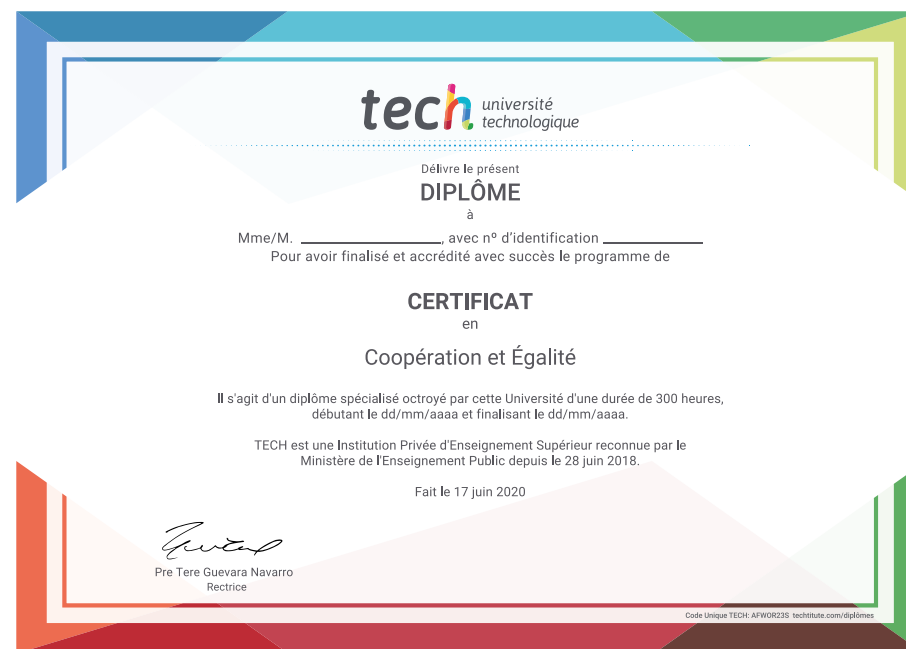 tech université
technologique
Délivre le présent
DIPLÔME
à
Mme/M. ____________________, avec nº d'identification ______________
Pour avoir finalisé et accrédité avec succès le programme de
CERTIFICAT
en
Coopération et Égalité
Il s'agit d'un diplôme spécialisé octroyé par cette Université d'une durée de 300 heures,
débutant le dd/mm/aaaa et finalisant le dd/mm/aaaa.
TECH est une Institution Privée d'Enseignement Supérieur reconnue par le
Ministère de l'Enseignement Public depuis le 28 juin 2018.
Fait le 17 juin 2020
Pre Tere Guevara Navarro
Rectrice
Code Unique TECH: AFWOR23S techtitute.com/diplômes